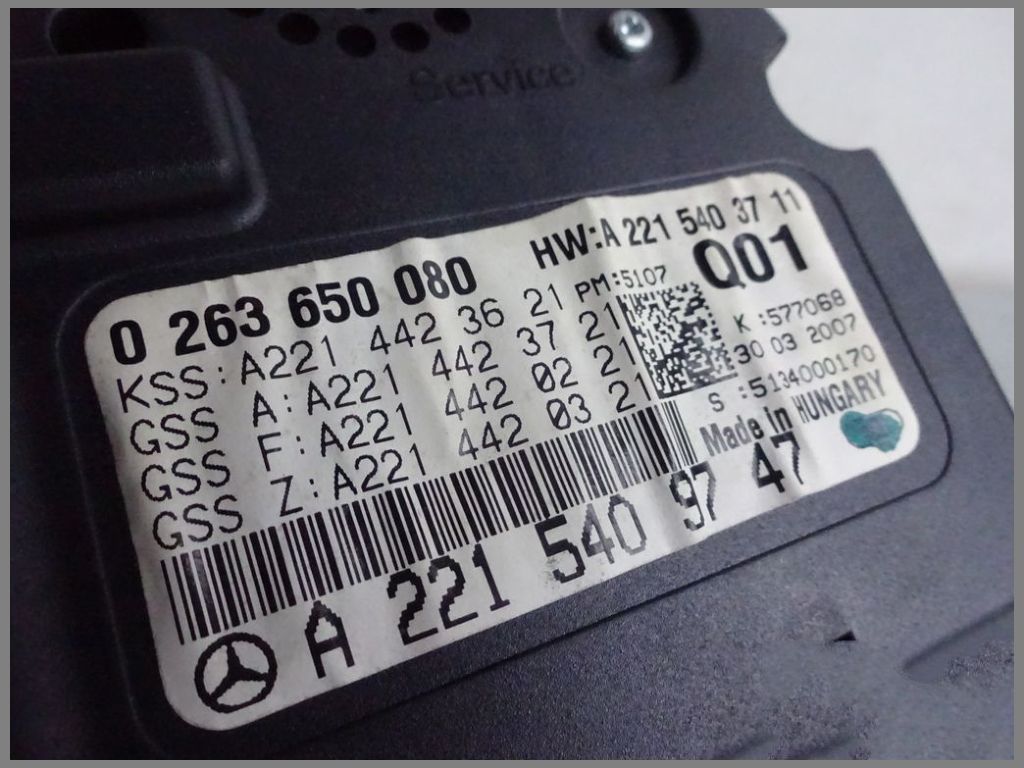 Service
0 263 650 080
HW:A 221 540 37 11
KSS:A221 442 36 21 PM:5107 Q01
GSS A:A221 442 37 21 K :577068
GSS F:A221 442 02 21 30 03 2007
GSS Z:A221 442 03 21 S :5134000170
Made in HUNGARY
A 221 540 97 47